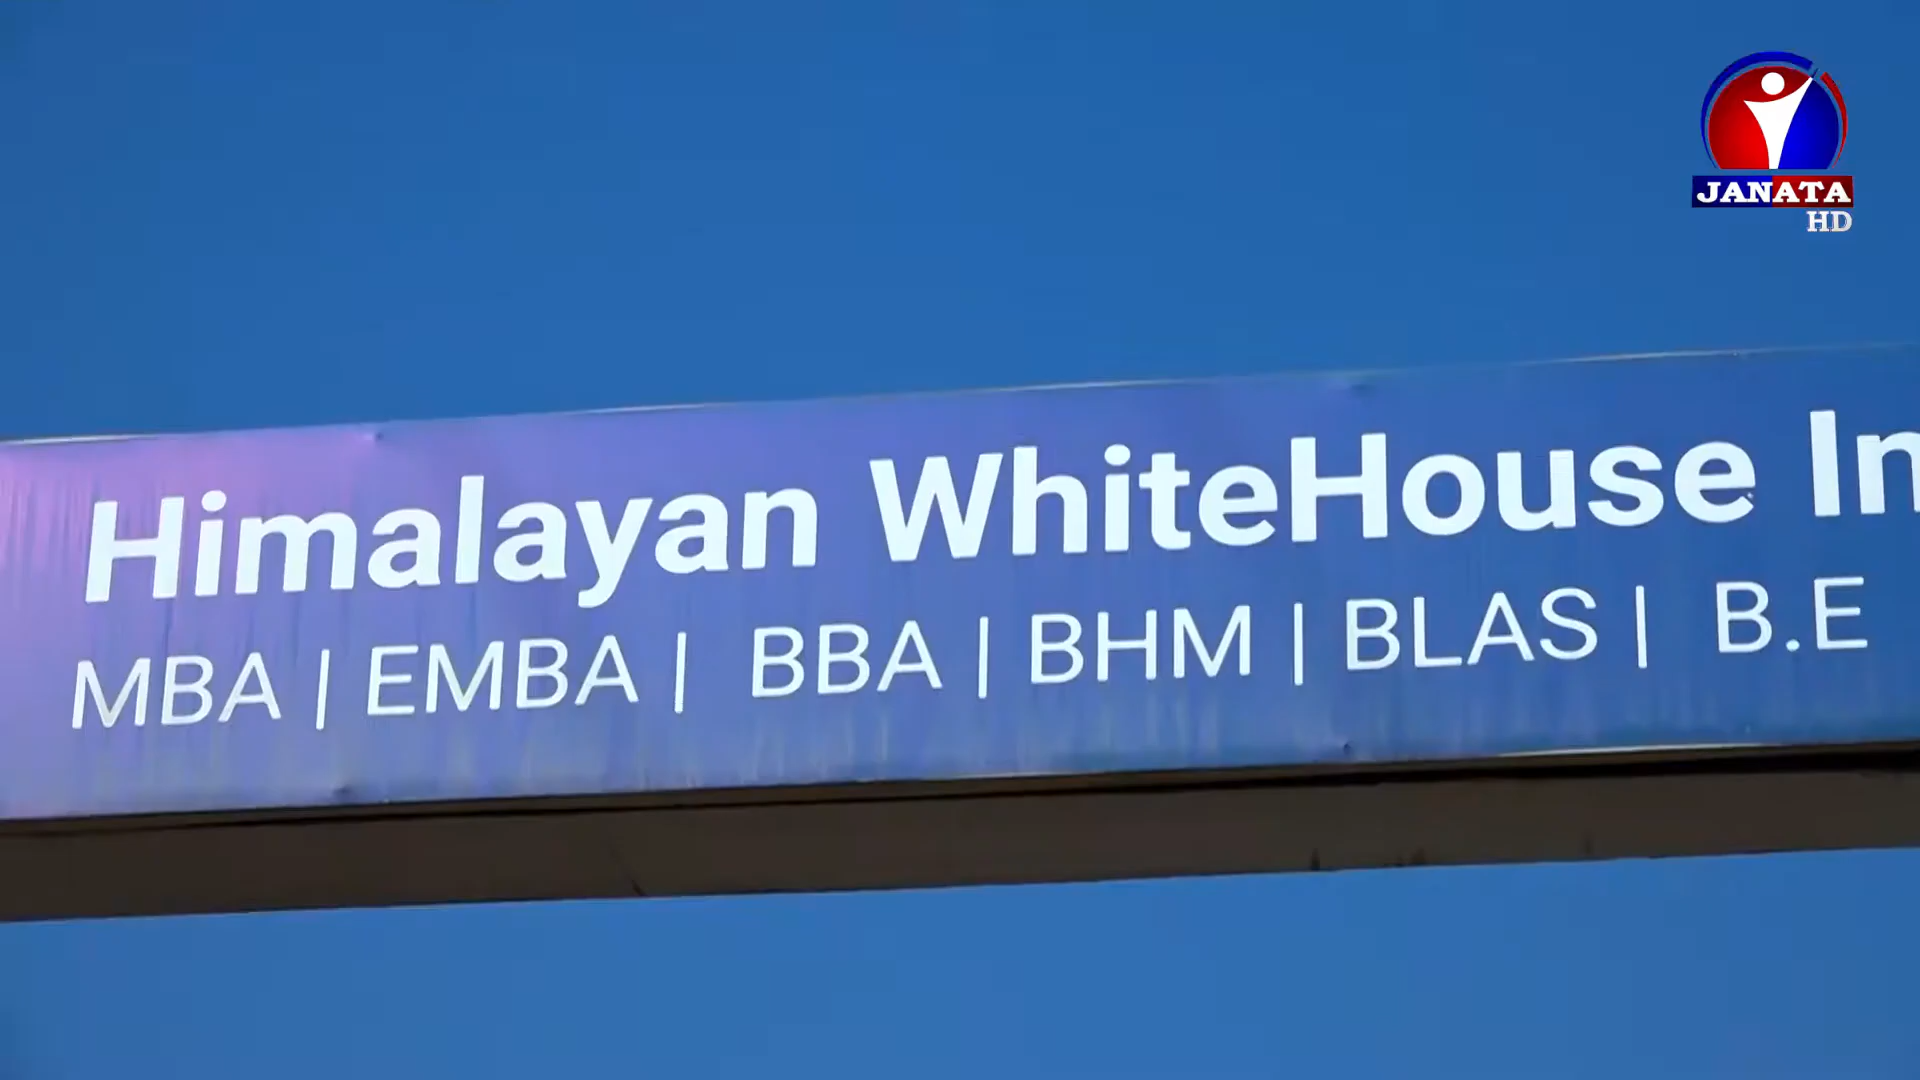 JANATA
HD
Himalayan WhiteHouse In
MBA | EMBA | BBA | BHM | BLAS | B.E